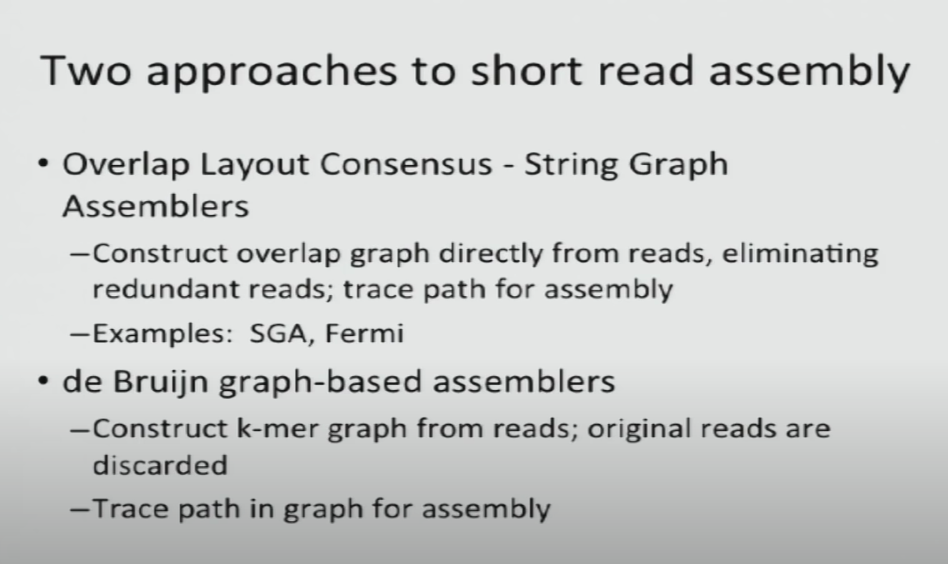 Two approaches to short read assembly
• Overlap Layout Consensus - String Graph
Assemblers
–Construct overlap graph directly from reads, eliminating
redundant reads; trace path for assembly
–Examples: SGA, Fermi
• de Bruijn graph-based assemblers
–Construct k-mer graph from reads; original reads are
discarded
–Trace path in graph for assembly